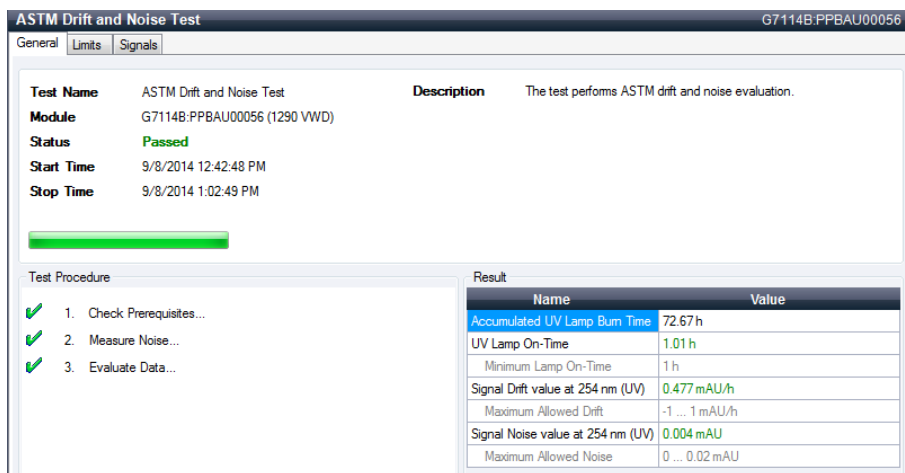 ASTM Drift and Noise Test G7114B:PPBAU00056
General Limits Signals
Test Name ASTM Drift and Noise Test Description The test performs ASTM drift and noise evaluation.
Module G7114B:PPBAU00056 (1290 VWD)
Status Passed
Start Time 9/8/2014 12:42:48 PM
Stop Time 9/8/2014 1:02:49 PM
Test Procedure
1. Check Prerequisites...
2. Measure Noise...
3. Evaluate Data...
Result
Name Value
Accumulated UV Lamp Burn Time 72.67 h
UV Lamp On-Time 1.01 h
Minimum Lamp On-Time 1 h
Signal Drift value at 254 nm (UV) 0.477 mAU/h
Maximum Allowed Drift -1 ... 1 mAU/h
Signal Noise value at 254 nm (UV) 0.004 mAU
Maximum Allowed Noise 0 ... 0.02 mAU